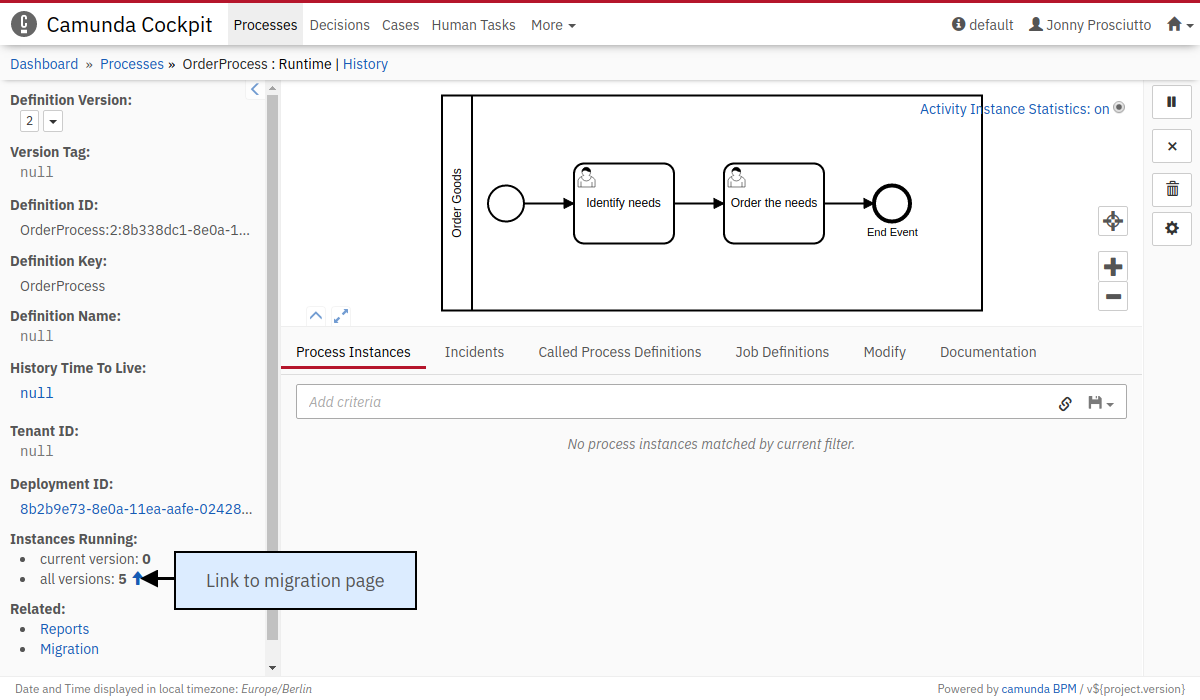 Camunda Cockpit Processes Decisions Cases Human Tasks More default Jonny Prosciutto
Dashboard » Processes » OrderProcess : Runtime | History
Definition Version:
2
Version Tag:
null
Definition ID:
OrderProcess:2:8b338dc1-8e0a-1...
Definition Key:
OrderProcess
Definition Name:
null
History Time To Live:
null
Tenant ID:
null
Deployment ID:
8b2b9e73-8e0a-11ea-aafe-02428...
Instances Running:
current version: 0
all versions: 5
Link to migration page
Related:
Reports
Migration
Activity Instance Statistics: on
Order Goods
Identify needs
Order the needs
End Event
Process Instances Incidents Called Process Definitions Job Definitions Modify Documentation
Add criteria
No process instances matched by current filter.
Date and Time displayed in local timezone: Europe/Berlin
Powered by camunda BPM / v${project.version}